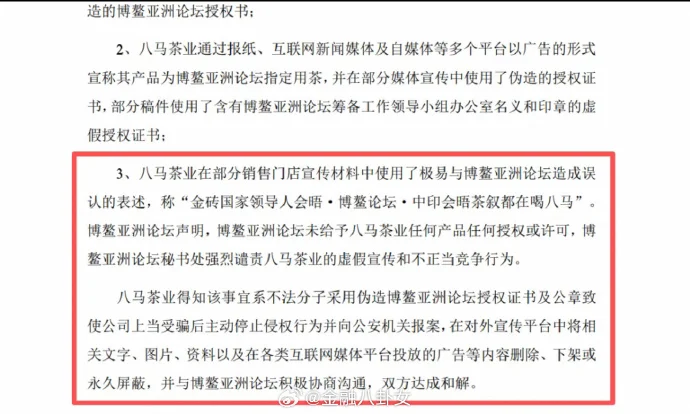 造的博鳌亚洲论坛授权书；
2、八马茶业通过报纸、互联网新闻媒体及自媒体等多个平台以广告的形式
宣称其产品为博鳌亚洲论坛指定用茶，并在部分媒体宣传中使用了伪造的授权证
书，部分稿件使用了含有博鳌亚洲论坛筹备工作领导小组办公室名义和印章的虚
假授权证书；
3、八马茶业在部分销售门店宣传材料中使用了极易与博鳌亚洲论坛造成误
认的表述，称“金砖国家领导人会晤·博鳌论坛·中印会晤茶叙都在喝八马”。
博鳌亚洲论坛声明，博鳌亚洲论坛未给予八马茶业任何产品任何授权或许可，博
鳌亚洲论坛秘书处强烈谴责八马茶业的虚假宣传和不正当竞争行为。
八马茶业得知该事宜系不法分子采用伪造博鳌亚洲论坛授权证书及公章致
使公司上当受骗后主动停止侵权行为并向公安机关报案，在对外宣传平台中将相
关文字、图片、资料以及在各类互联网媒体平台投放的广告等内容删除、下架或
永久屏蔽，并与博鳌亚洲论坛积极协商沟通，双方达成和解。
@金融八卦女